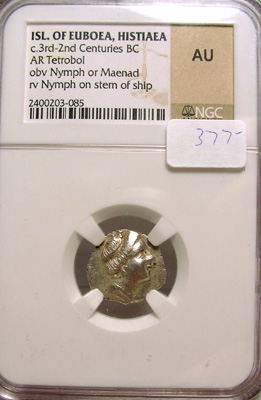 ISL. OF EUBOEA, HISTIAEA
c.3rd-2nd Centuries BC
AR Tetrobol
obv Nymph or Maenad
rv Nymph on stern of ship
2400203-085
AU
NGC
377-